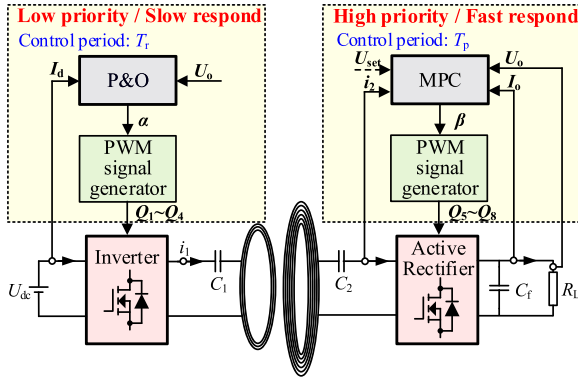 Low priority / Slow respond
Control period: Tr
Id
P&O
Uo
α
PWM
signal
generator
Q1~Q4
Inverter
i1
C1
Udc
High priority / Fast respond
Control period: Tp
Uset
i2
MPC
Uo
Io
β
PWM
signal
generator
Q5~Q8
Active
Rectifier
C2
Cf
RL